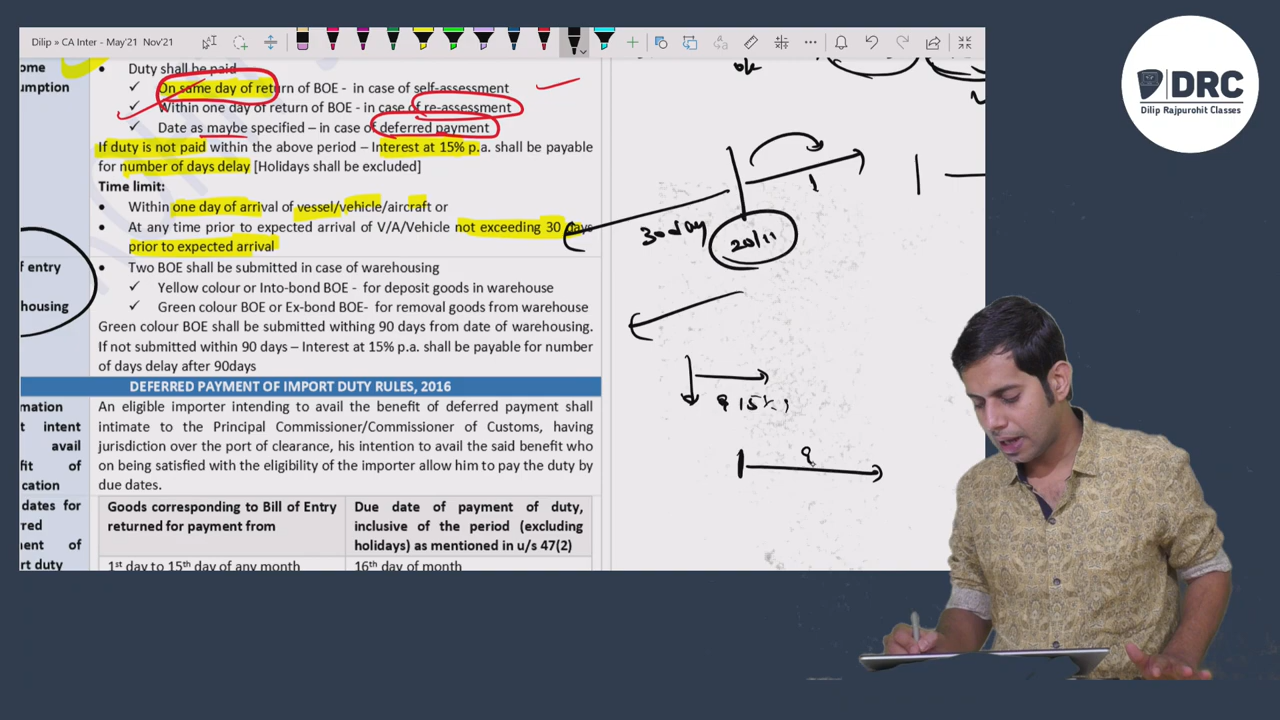 Dilip » CA Inter - May'21 Nov'21
DRC
Dilip Rajpurohit Classes
ome
umption
• Duty shall be paid
✓ On same day of return of BOE - in case of self-assessment
✓ Within one day of return of BOE - in case of re-assessment
✓ Date as maybe specified – in case of deferred payment
If duty is not paid within the above period – Interest at 15% p.a. shall be payable
for number of days delay [Holidays shall be excluded]
Time limit:
• Within one day of arrival of vessel/vehicle/aircraft or
• At any time prior to expected arrival of V/A/Vehicle not exceeding 30 days
prior to expected arrival
f entry
housing
• Two BOE shall be submitted in case of warehousing
✓ Yellow colour or Into-bond BOE - for deposit goods in warehouse
✓ Green colour BOE or Ex-bond BOE- for removal goods from warehouse
Green colour BOE shall be submitted withing 90 days from date of warehousing.
If not submitted within 90 days – Interest at 15% p.a. shall be payable for number
of days delay after 90days
DEFERRED PAYMENT OF IMPORT DUTY RULES, 2016
mation
t intent
avail
fit of
cation
An eligible importer intending to avail the benefit of deferred payment shall
intimate to the Principal Commissioner/Commissioner of Customs, having
jurisdiction over the port of clearance, his intention to avail the said benefit who
on being satisfied with the eligibility of the importer allow him to pay the duty by
due dates.
dates for
rred
ment of
rt duty
Goods corresponding to Bill of Entry
returned for payment from
Due date of payment of duty,
inclusive of the period (excluding
holidays) as mentioned in u/s 47(2)
1st day to 15th day of any month
16th day of month
ok
1
30 day
20/11
15%
9